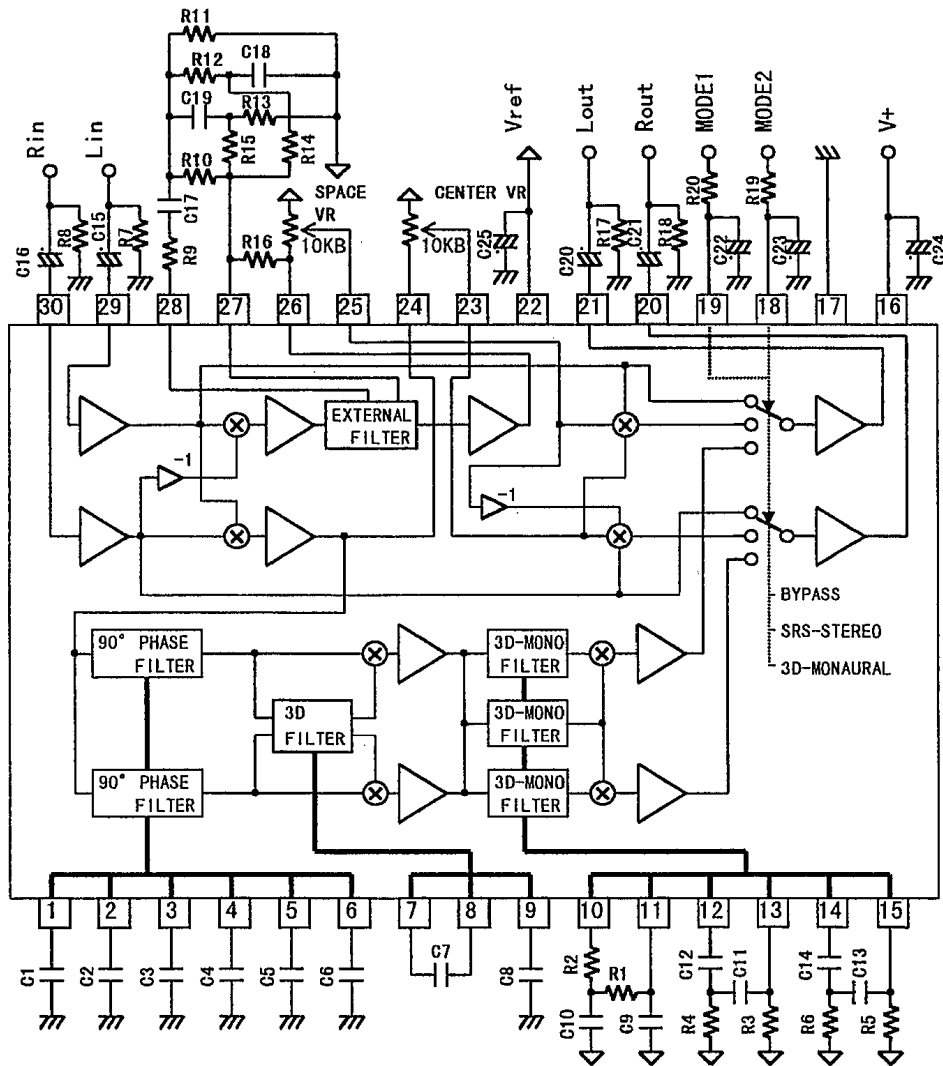 R11
R12
C18
C19
R13
R15
R14
R10
C17
R9
SPACE
VR
10KB
R16
CENTER VR
10KB
Vref
C25
Rin
Lin
C16
R8
C15
R7
Lout
Rout
MODE1
MODE2
V+
R20
R19
C20
R17
C21
R18
C22
C23
C24
30
29
28
27
26
25
24
23
22
21
20
19
18
17
16
EXTERNAL
FILTER
-1
-1
BYPASS
SRS-STEREO
3D-MONAURAL
90° PHASE
FILTER
3D
FILTER
90° PHASE
FILTER
3D-MONO
FILTER
3D-MONO
FILTER
3D-MONO
FILTER
1
2
3
4
5
6
7
8
9
10
11
12
13
14
15
C1
C2
C3
C4
C5
C6
C7
C8
R2
R1
C10
C9
C12
C11
R4
R3
C14
C13
R6
R5